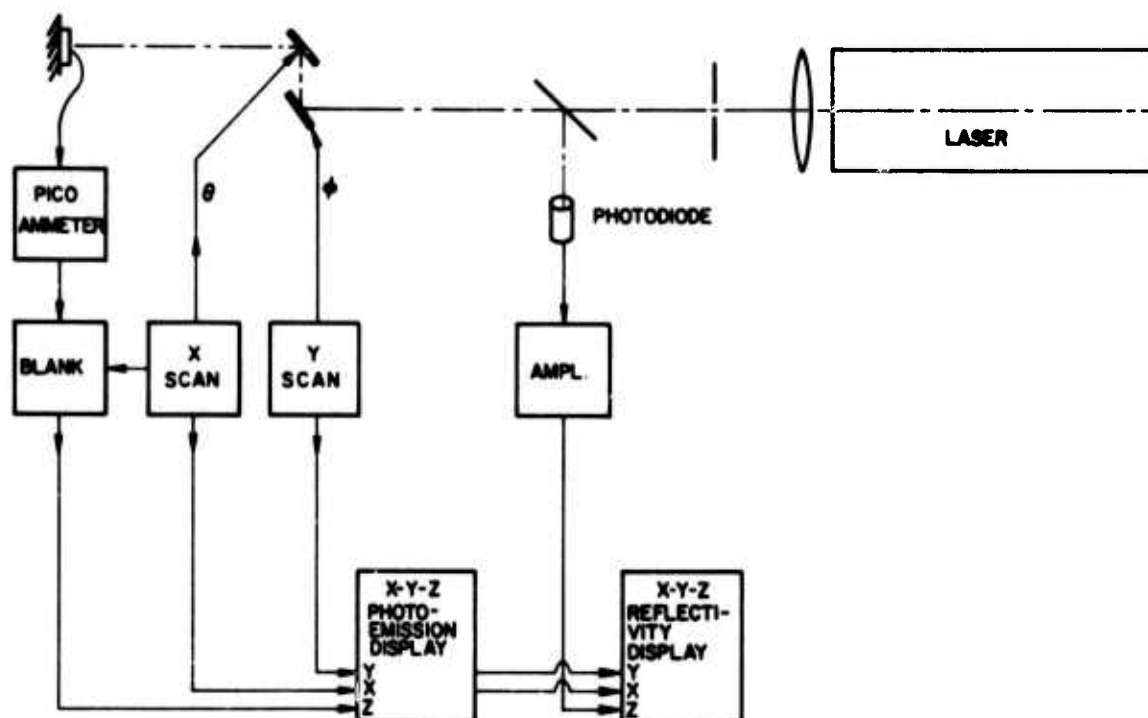 LASER
θ
ϕ
PICO
AMMETER
PHOTODIODE
BLANK
X
SCAN
Y
SCAN
AMPL.
X-Y-Z
PHOTO-
EMISSION
DISPLAY
Y
X
Z
X-Y-Z
REFLECTI-
VITY
DISPLAY
Y
X
Z